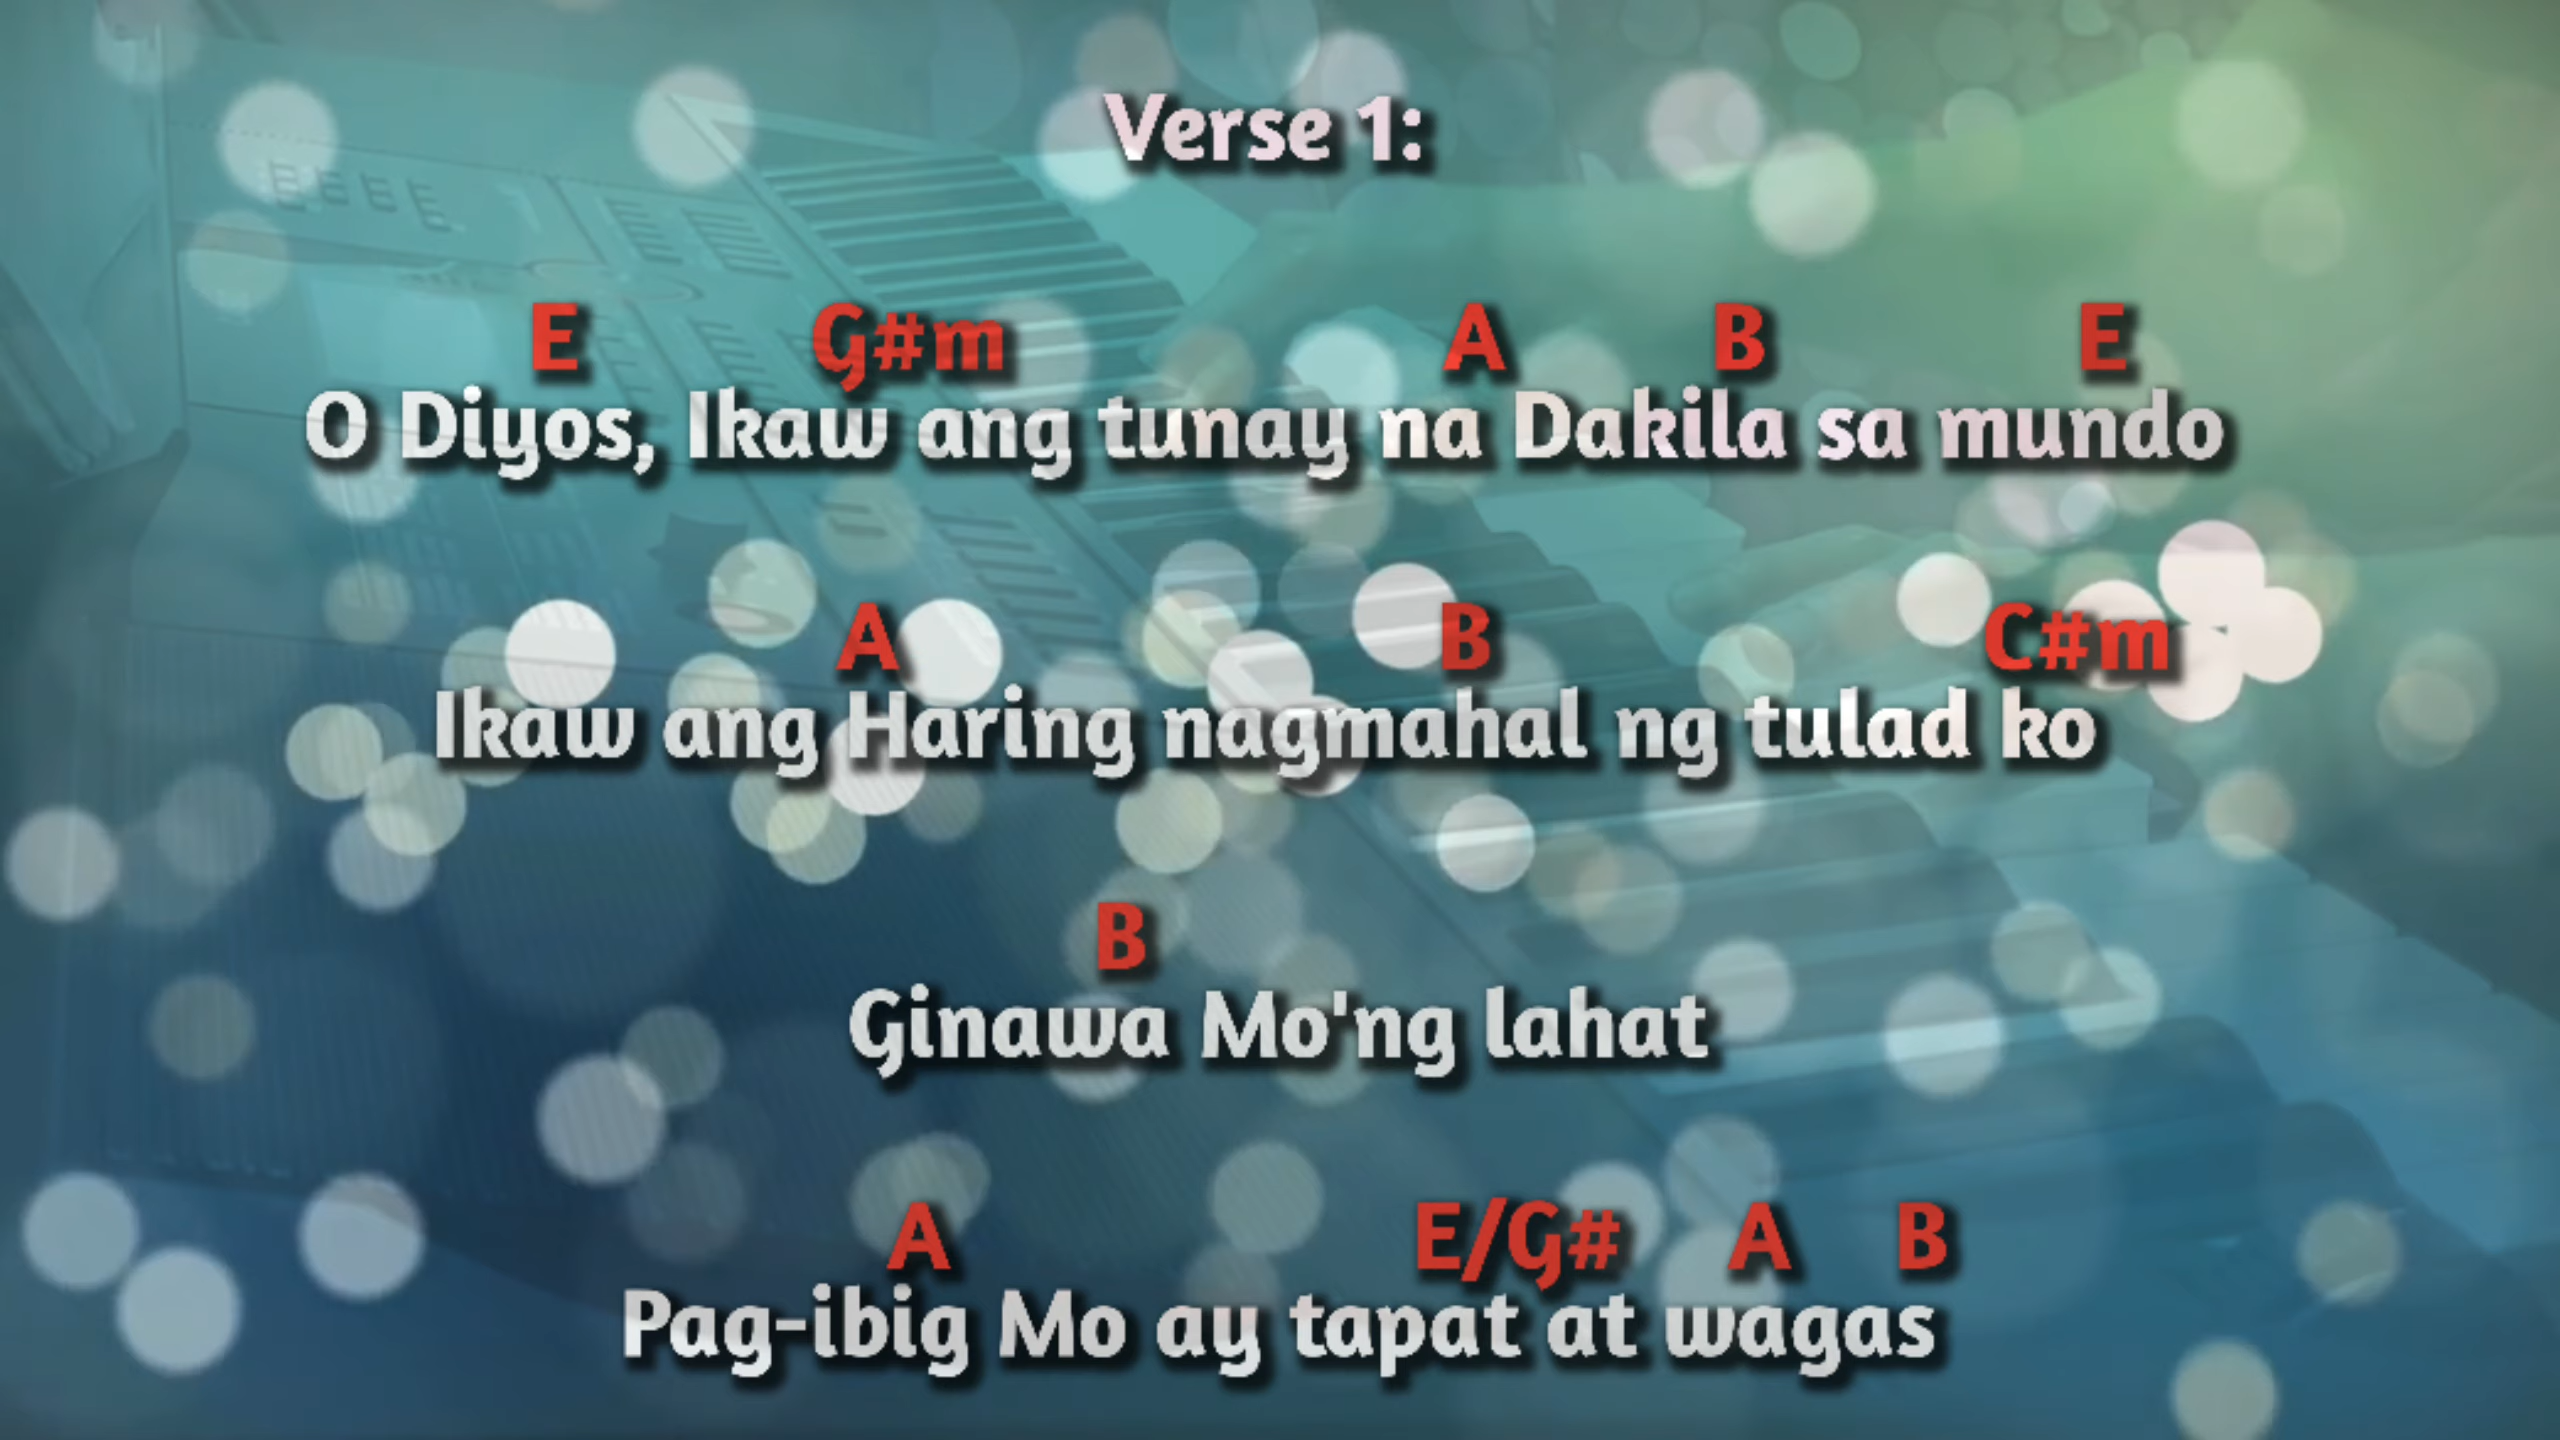 Verse 1:
E G#m A B E
O Diyos, Ikaw ang tunay na Dakila sa mundo
A B C#m
Ikaw ang Haring nagmahal ng tulad ko
B
Ginawa Mo'ng lahat
A E/G# A B
Pag-ibig Mo ay tapat at wagas